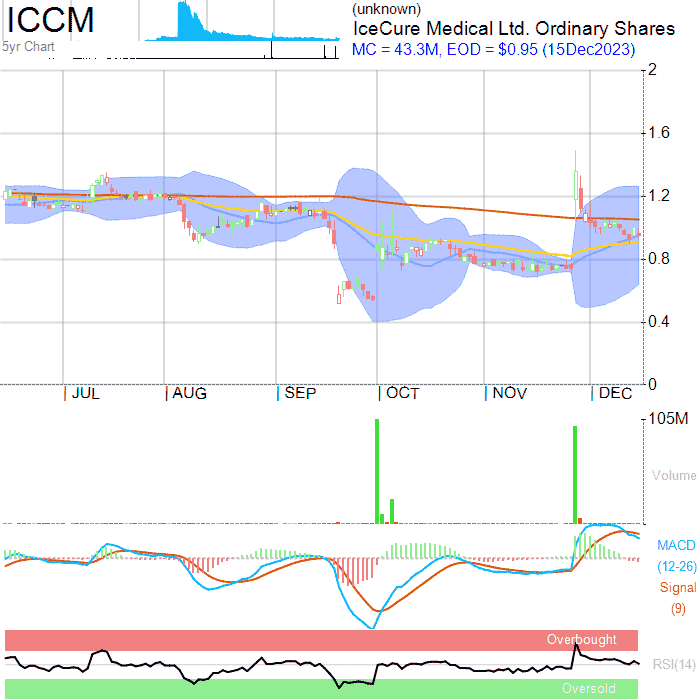 ICCM
5yr Chart
(unknown)
IceCure Medical Ltd. Ordinary Shares
MC = 43.3M, EOD = $0.95 (15Dec2023)
2
1.6
1.2
0.8
0.4
0
JUL AUG SEP OCT NOV DEC
105M
Volume
MACD
(12-26)
Signal
(9)
Overbought
RSI(14)
Oversold